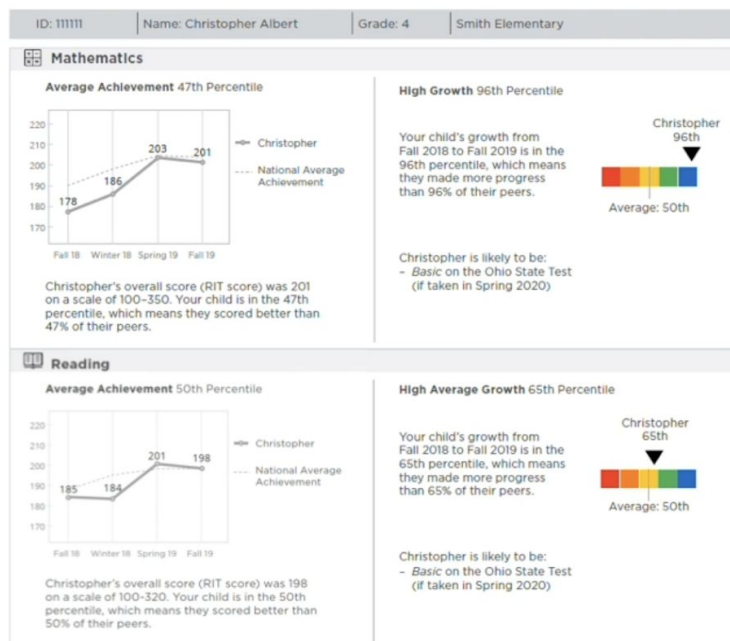 ID: 111111 Name: Christopher Albert Grade: 4 Smith Elementary
Mathematics
Average Achievement 47th Percentile
220
210
200
190
180
170
178
186
203
201
Fall 18 Winter 18 Spring 19 Fall 19
Christopher
National Average
Achievement
Christopher's overall score (RIT score) was 201
on a scale of 100–350. Your child is in the 47th
percentile, which means they scored better than
47% of their peers.
High Growth 96th Percentile
Your child's growth from
Fall 2018 to Fall 2019 is in the
96th percentile, which means
they made more progress
than 96% of their peers.
Christopher
96th
Average: 50th
Christopher is likely to be:
– Basic on the Ohio State Test
(if taken in Spring 2020)
Reading
Average Achievement 50th Percentile
220
210
200
190
180
170
185
184
201
198
Fall 18 Winter 18 Spring 19 Fall 19
Christopher
National Average
Achievement
Christopher's overall score (RIT score) was 198
on a scale of 100–320. Your child is in the 50th
percentile, which means they scored better than
50% of their peers.
High Average Growth 65th Percentile
Your child's growth from
Fall 2018 to Fall 2019 is in the
65th percentile, which means
they made more progress
than 65% of their peers.
Christopher
65th
Average: 50th
Christopher is likely to be:
– Basic on the Ohio State Test
(if taken in Spring 2020)